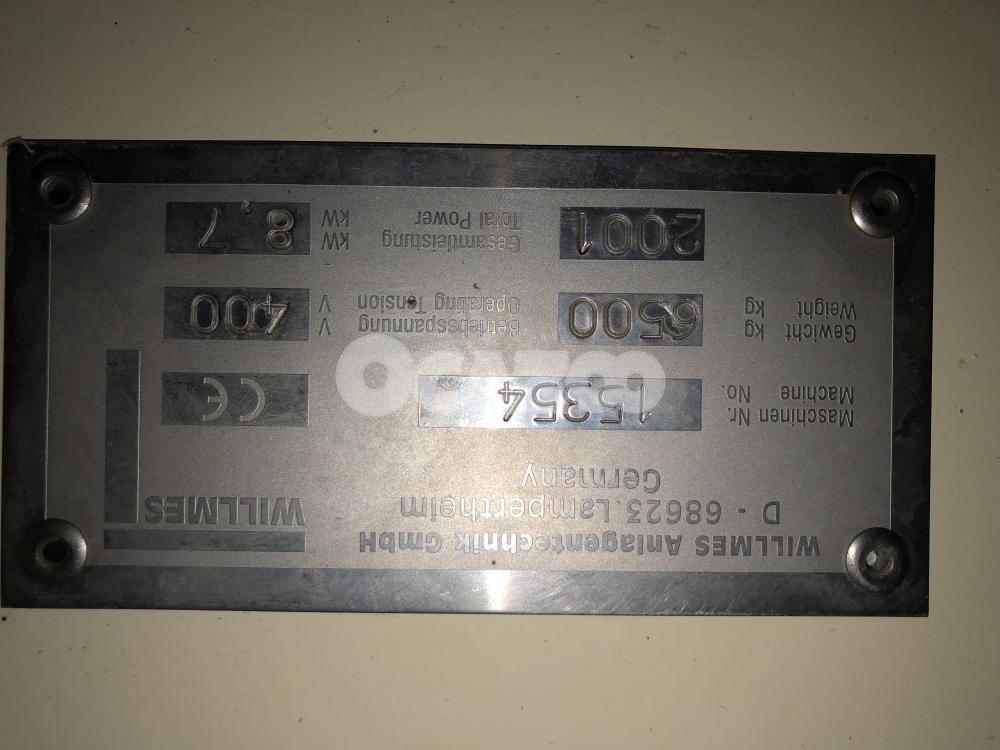 WILLMES Anlagentechnik GmbH
D - 68623 Lampertheim
Germany
WILLMES
Maschinen Nr.
Machine No.
15354
CE
Gewicht kg
Weight kg
6500
Betriebsspannung V
Operating Tension V
400
2001
Gesamtleistung kW
Total Power kW
8,7